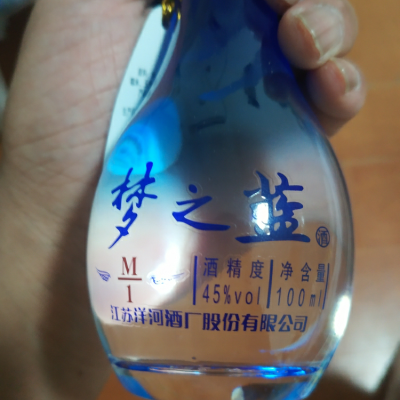 梦之蓝 酒
M
1
酒精度 净含量
45%vol 100ml
江苏洋河酒厂股份有限公司